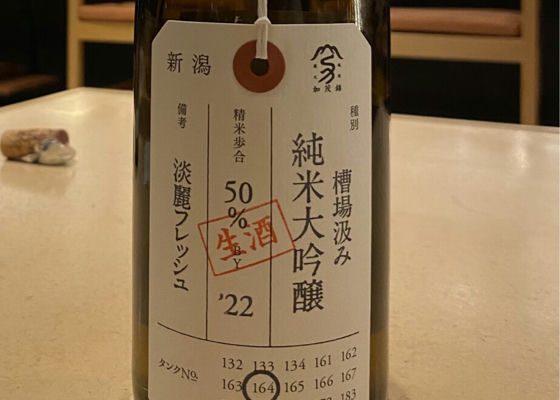 新潟
加茂錦
種別
槽場汲み
純米大吟醸
精米歩合
50
%
BY
'22
生酒
備考
淡麗フレッシュ
タンクNo.
132 133 134 161 162
163 164 165 166 167
183